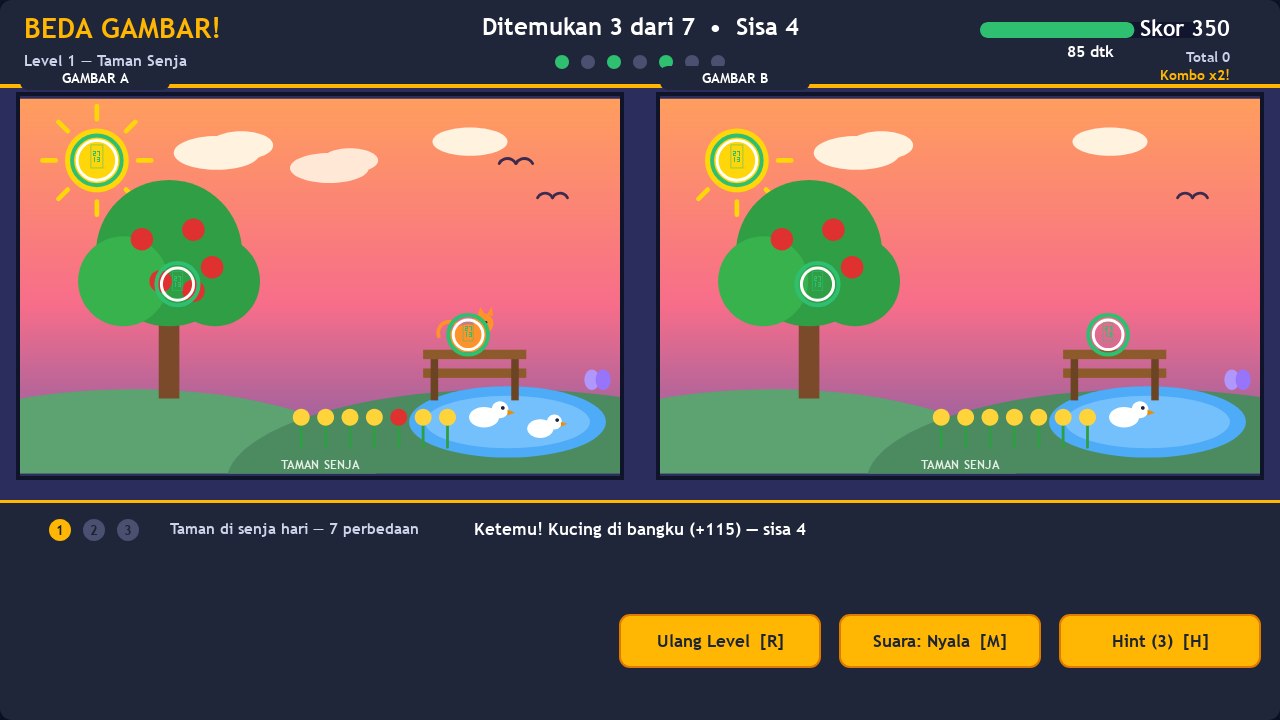 BEDA GAMBAR!
Ditemukan 3 dari 7 • Sisa 4
Skor 350
Level 1 — Taman Senja
85 dtk
Total 0
Kombo x2!
GAMBAR A
GAMBAR B
TAMAN SENJA
TAMAN SENJA
1 2 3
Taman di senja hari — 7 perbedaan
Ketemu! Kucing di bangku (+115) — sisa 4
Ulang Level [R]
Suara: Nyala [M]
Hint (3) [H]